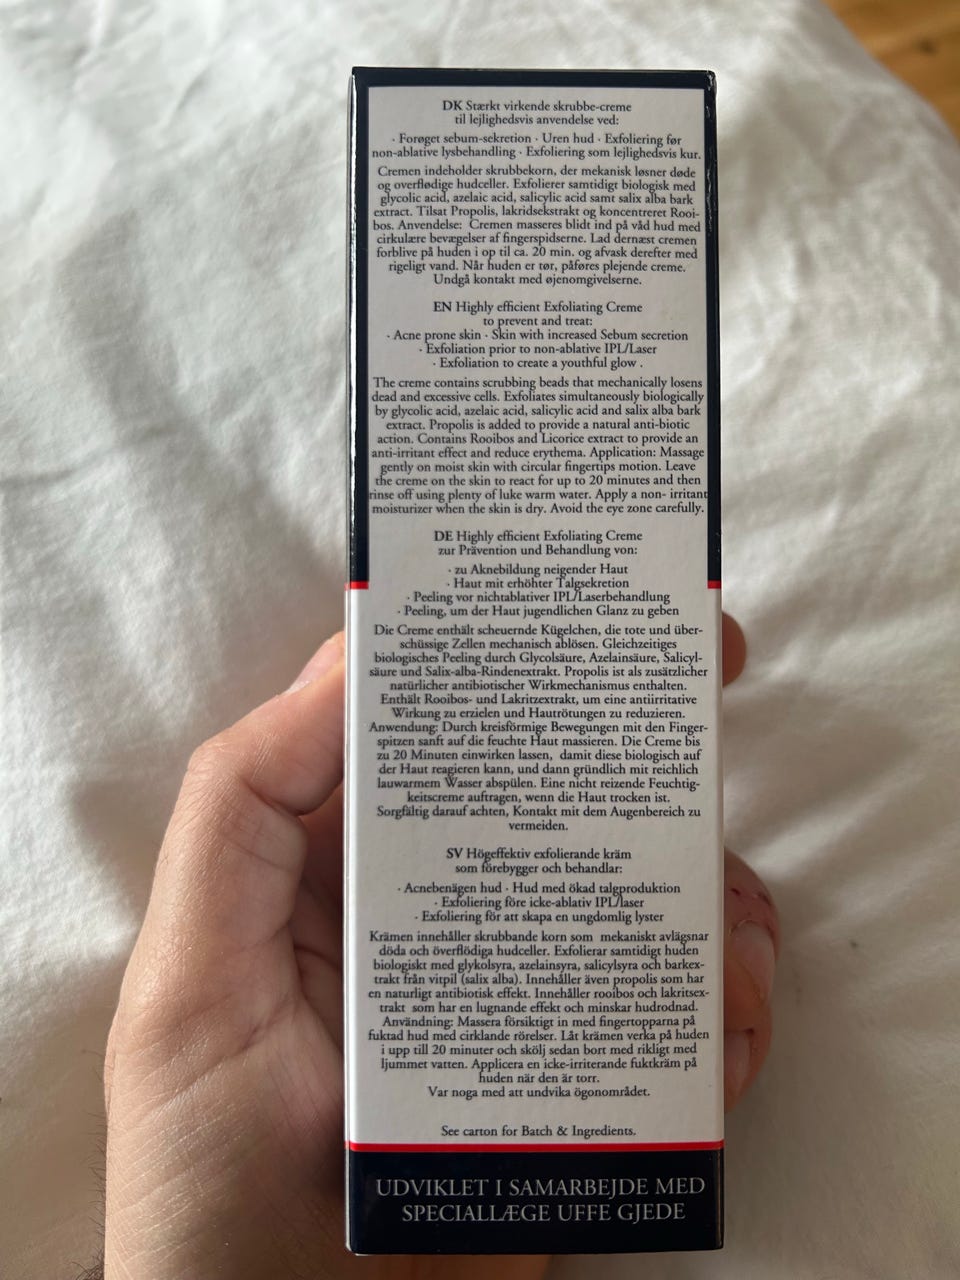 DK Stærkt virkende skrubbe-creme
til lejlighedsvis anvendelse ved:
· Forøget sebum-sekretion · Uren hud · Exfoliering før
non-ablative lysbehandling · Exfoliering som lejlighedsvis kur.
Cremen indeholder skrubbekorn, der mekanisk løsner døde
og overflødige hudceller. Exfolierer samtidigt biologisk med
glycolic acid, azelaic acid, salicylic acid samt salix alba bark
extract. Tilsat Propolis, lakridsekstrakt og koncentreret Rooi-
bos. Anvendelse: Cremen masseres blidt ind på våd hud med
cirkulære bevægelser af fingerspidserne. Lad dernæst cremen
forblive på huden i op til ca. 20 min. og afvask derefter med
rigeligt vand. Når huden er tør, påføres plejende creme.
Undgå kontakt med øjenomgivelserne.
EN Highly efficient Exfoliating Creme
to prevent and treat:
· Acne prone skin · Skin with increased Sebum secretion
· Exfoliation prior to non-ablative IPL/Laser
· Exfoliation to create a youthful glow .
The creme contains scrubbing beads that mechanically losens
dead and excessive cells. Exfoliates simultaneously biologically
by glycolic acid, azelaic acid, salicylic acid and salix alba bark
extract. Propolis is added to provide a natural anti-biotic
action. Contains Rooibos and Licorice extract to provide an
anti-irritant effect and reduce erythema. Application: Massage
gently on moist skin with circular fingertips motion. Leave
the creme on the skin to react for up to 20 minutes and then
rinse off using plenty of luke warm water. Apply a non- irritant
moisturizer when the skin is dry. Avoid the eye zone carefully.
DE Highly efficient Exfoliating Creme
zur Prävention und Behandlung von:
· zu Aknebildung neigender Haut
· Haut mit erhöhter Talgsekretion
· Peeling vor nichtablativer IPL/Laserbehandlung
· Peeling, um der Haut jugendlichen Glanz zu geben
Die Creme enthält scheuernde Kügelchen, die tote und über-
schüssige Zellen mechanisch ablösen. Gleichzeitiges
biologisches Peeling durch Glycolsäure, Azelainsäure, Salicyl-
säure und Salix-alba-Rindenextrakt. Propolis ist als zusätzlicher
natürlicher antibiotischer Wirkmechanismus enthalten.
Enthält Rooibos- und Lakritzextrakt, um eine antiirritative
Wirkung zu erzielen und Hautrötungen zu reduzieren.
Anwendung: Durch kreisförmige Bewegungen mit den Finger-
spitzen sanft auf die feuchte Haut massieren. Die Creme bis
zu 20 Minuten einwirken lassen, damit diese biologisch auf
der Haut reagieren kann, und dann gründlich mit reichlich
lauwarmem Wasser abspülen. Eine nicht reizende Feuchtig-
keitscreme auftragen, wenn die Haut trocken ist.
Sorgfältig darauf achten, Kontakt mit dem Augenbereich zu
vermeiden.
SV Högeffektiv exfolierande kräm
som förebygger och behandlar:
· Acnebenägen hud · Hud med ökad talgproduktion
· Exfoliering före icke-ablativ IPL/laser
· Exfoliering för att skapa en ungdomlig lyster
Krämen innehåller skrubbande korn som mekaniskt avlägsnar
döda och överflödiga hudceller. Exfolierar samtidigt huden
biologiskt med glykolsyra, azelainsyra, salicylsyra och barkex-
trakt från vitpil (salix alba). Innehåller även propolis som har
en naturligt antibiotisk effekt. Innehåller rooibos och lakritsex-
trakt som har en lugnande effekt och minskar hudrodnad.
Användning: Massera försiktigt in med fingertopparna på
fuktad hud med cirklande rörelser. Låt krämen verka på huden
i upp till 20 minuter och skölj sedan bort med rikligt med
ljummet vatten. Applicera en icke-irriterande fuktkräm på
huden när den är torr.
Var noga med att undvika ögonområdet.
See carton for Batch & Ingredients.
UDVIKLET I SAMARBEJDE MED
SPECIALLÆGE UFFE GJEDE